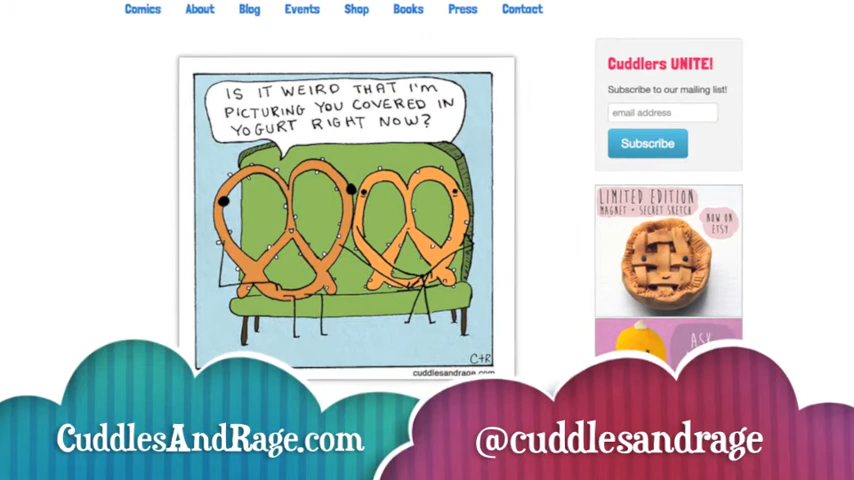 Comics About Blog Events Shop Books Press Contact
IS IT WEIRD THAT I'M
PICTURING YOU COVERED IN
YOGURT RIGHT NOW?
C+R
cuddlesandrage.com
Cuddlers UNITE!
Subscribe to our mailing list!
email address
Subscribe
LIMITED EDITION
MAGNET + SECRET SKETCH
NOW ON
ETSY
ASK
CuddlesAndRage.com
@cuddlesandrage